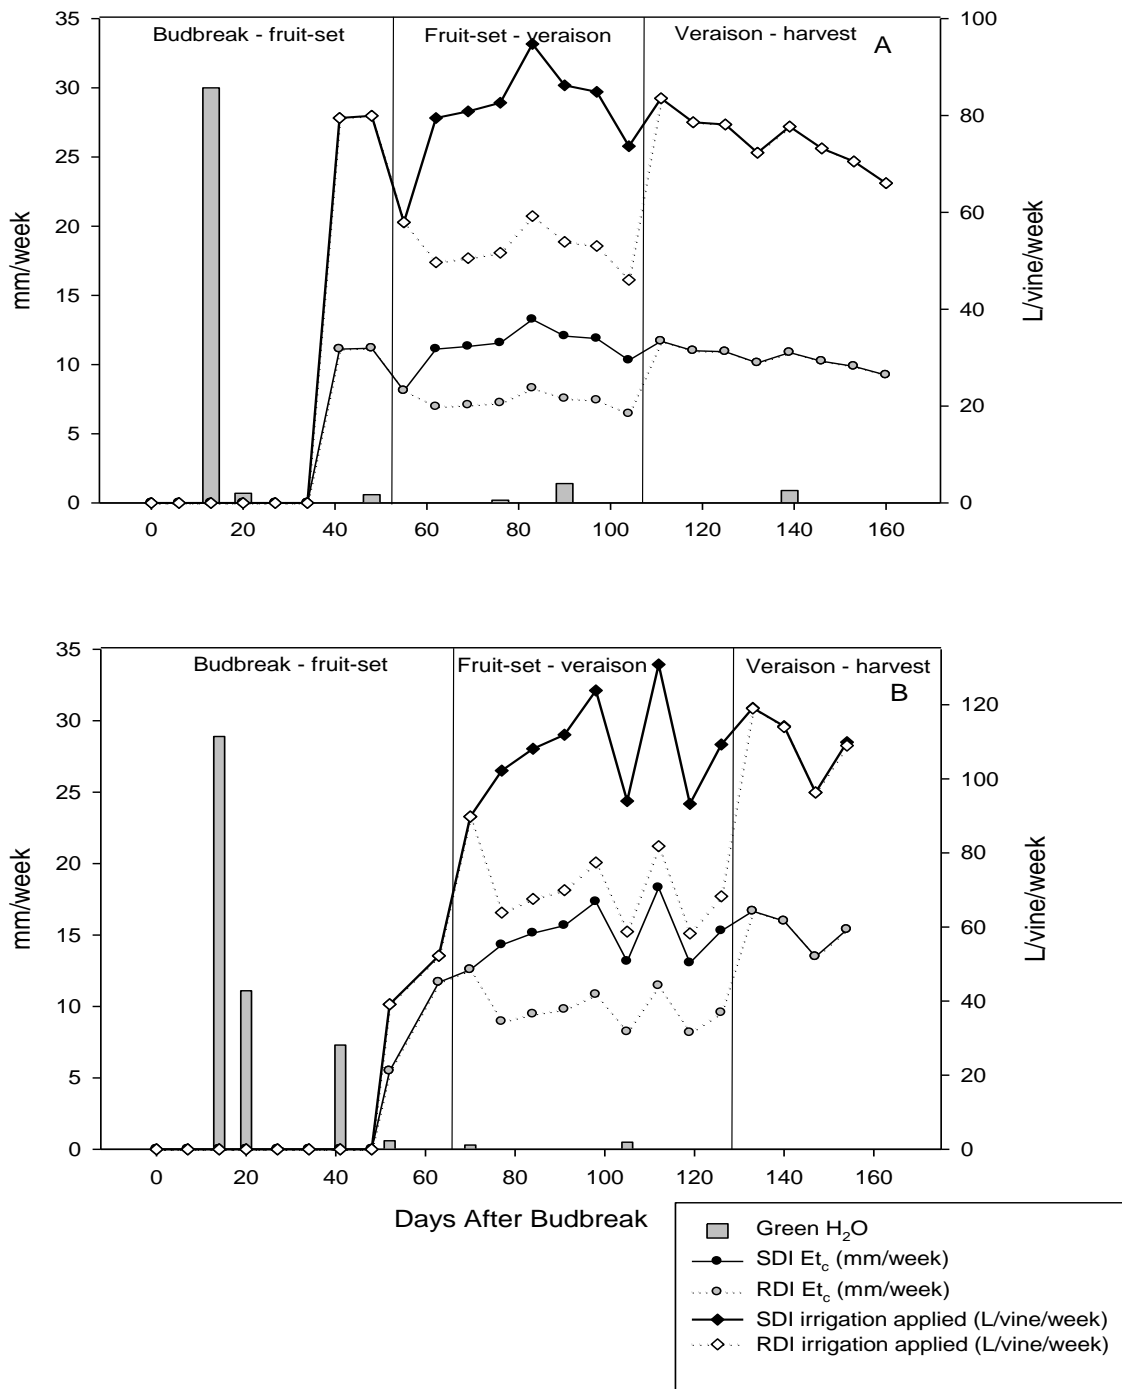 Budbreak - fruit-set
Fruit-set - veraison
Veraison - harvest
A
35
30
25
20
15
10
5
0
mm/week
100
80
60
40
20
0
L/vine/week
0 20 40 60 80 100 120 140 160
Budbreak - fruit-set
Fruit-set - veraison
Veraison - harvest
B
35
30
25
20
15
10
5
0
mm/week
120
100
80
60
40
20
0
L/vine/week
0 20 40 60 80 100 120 140 160
Days After Budbreak
Green H₂O
SDI Et_c (mm/week)
RDI Et_c (mm/week)
SDI irrigation applied (L/vine/week)
RDI irrigation applied (L/vine/week)